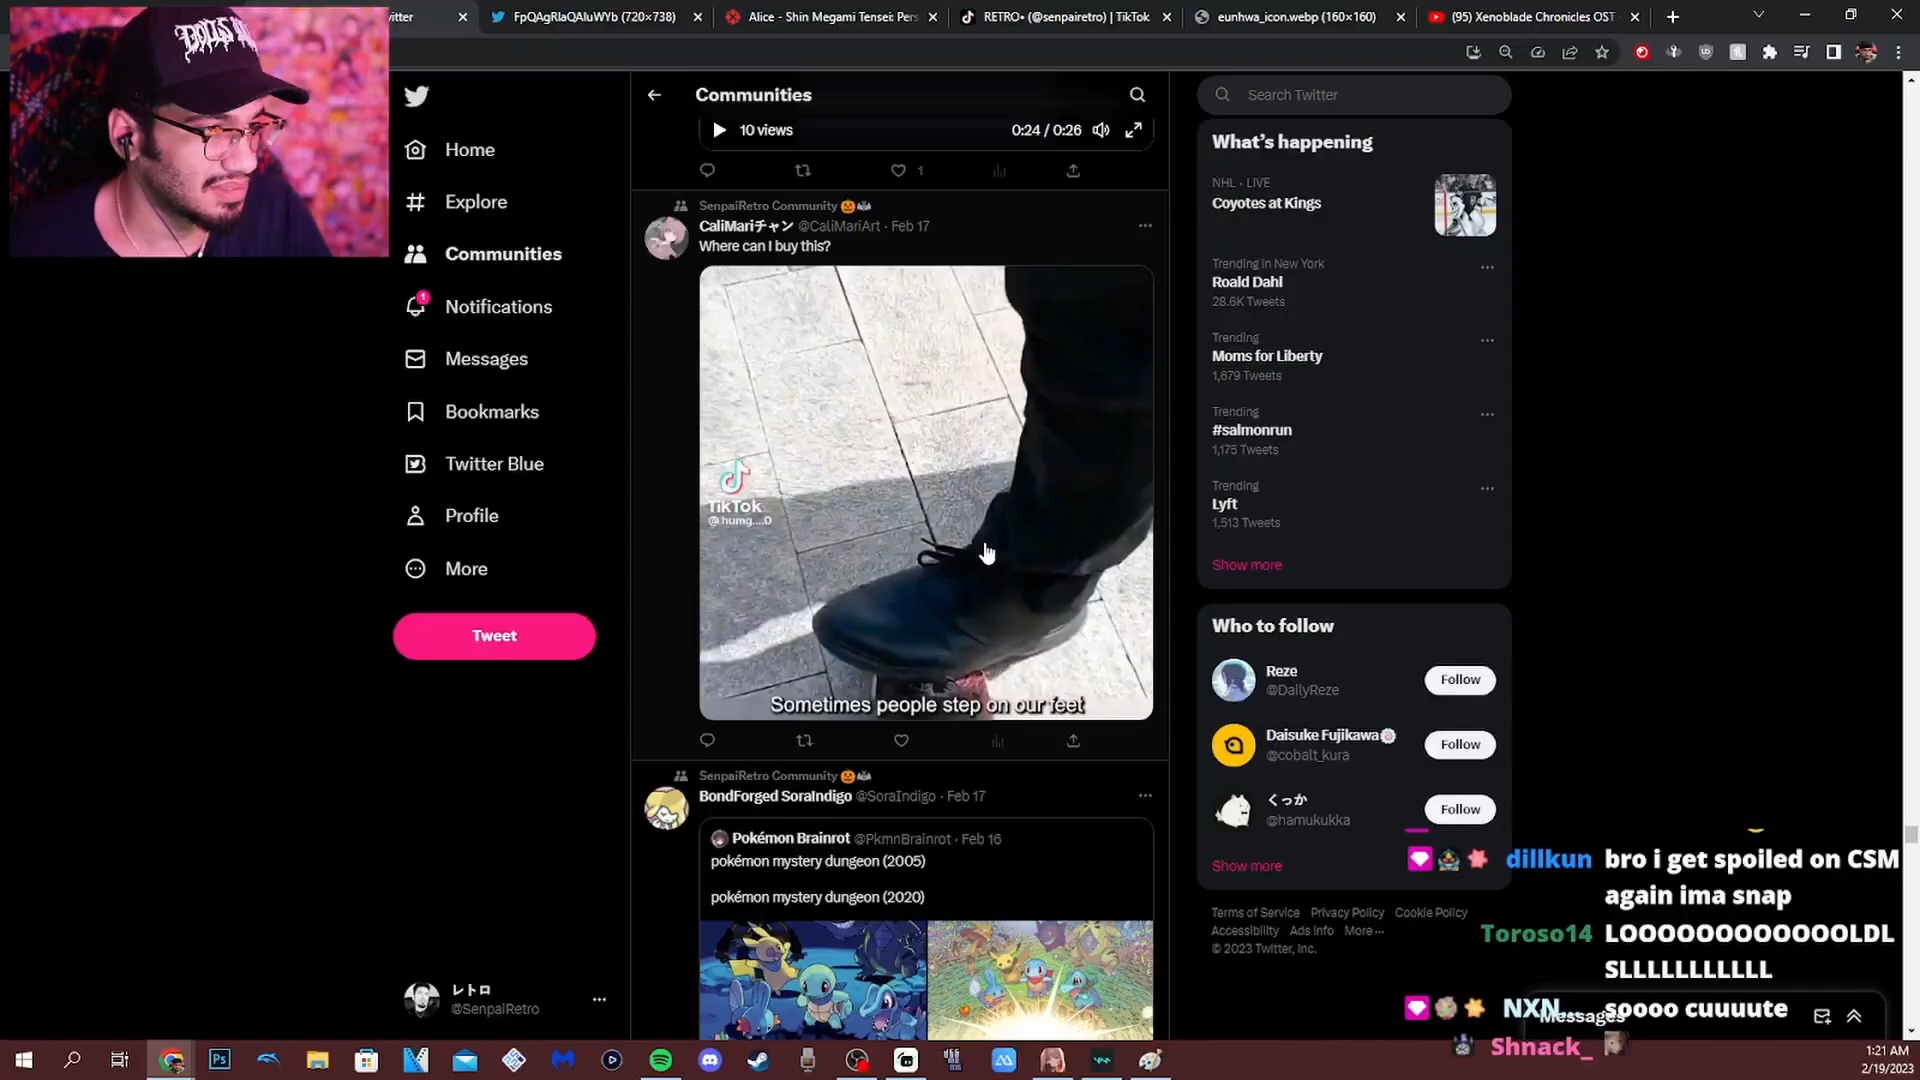 witter
FpQAgRlaQAluWYb (720×738)
Alice - Shin Megami Tensei: Pers
RETRO• (@senpairetro) | TikTok
eunhwa_icon.webp (160×160)
(95) Xenoblade Chronicles OST
Home
Explore
Communities
Notifications
1
Messages
Bookmarks
Twitter Blue
Profile
More
Tweet
レトロ
@SenpaiRetro
Communities
10 views
0:24 / 0:26
1
SenpaiRetro Community 🎃🦇
CaliMariチャン @CaliMariArt · Feb 17
Where can I buy this?
TikTok
@humg....0
Sometimes people step on our feet
SenpaiRetro Community 🎃🦇
BondForged SoraIndigo @SoraIndigo · Feb 17
Pokémon Brainrot @PkmnBrainrot · Feb 16
pokémon mystery dungeon (2005)
pokémon mystery dungeon (2020)
Search Twitter
What's happening
NHL · LIVE
Coyotes at Kings
Trending in New York
Roald Dahl
28.6K Tweets
Trending
Moms for Liberty
1,679 Tweets
Trending
#salmonrun
1,175 Tweets
Trending
Lyft
1,513 Tweets
Show more
Who to follow
Reze
@DailyReze
Follow
Daisuke Fujikawa🍥
@cobalt_kura
Follow
くっか
@hamukukka
Follow
Show more
Terms of Service Privacy Policy Cookie Policy
Accessibility Ads info More ···
© 2023 Twitter, Inc.
dillkun bro i get spoiled on CSM
again ima snap
Toroso14 LOOOOOOOOOOOOLDL
SLLLLLLLLLL
NXN... soooo cuuuute
Messages
Shnack_
1:21 AM
2/19/2023